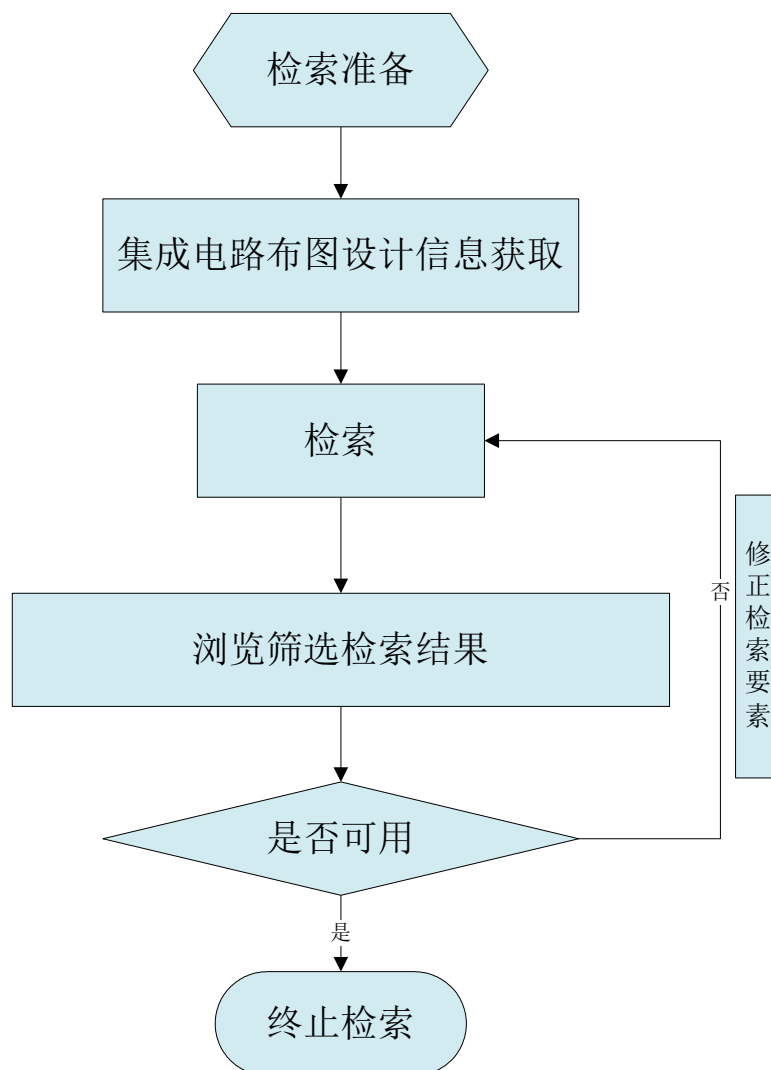 检索准备
集成电路布图设计信息获取
检索
浏览筛选检索结果
否
修正检索要素
是否可用
是
终止检索